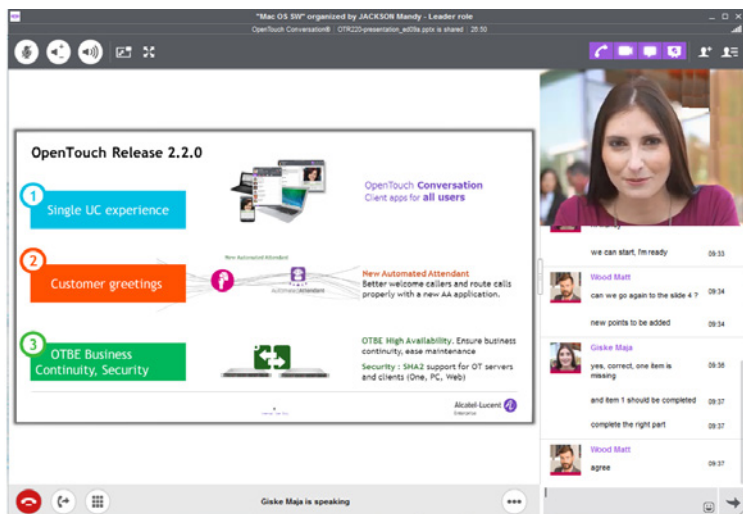 "Mac OS SW" organized by JACKSON Mandy - Leader role
OpenTouch Conversation® | OTR220-presentation_ed09a.pptx is shared | 26:50
OpenTouch Release 2.2.0
1
Single UC experience
OpenTouch Conversation
Client apps for all users
2
Customer greetings
New Automated Attendant
AutomatedAttendant
New Automated Attendant
Better welcome callers and route calls
properly with a new AA application.
3
OTBE Business
Continuity, Security
OTBE High Availability. Ensure business
continuity, ease maintenance
Security : SHA2 support for OT servers
and clients (One, PC, Web)
Alcatel-Lucent
Enterprise
we can start, I'm ready 09:33
Wood Matt
can we go again to the slide 4 ? 09:34
new points to be added 09:34
Giske Maja
yes, correct, one item is 09:36
missing
and item 1 should be completed 09:37
complete the right part 09:37
Wood Matt
agree 09:37
Giske Maja is speaking